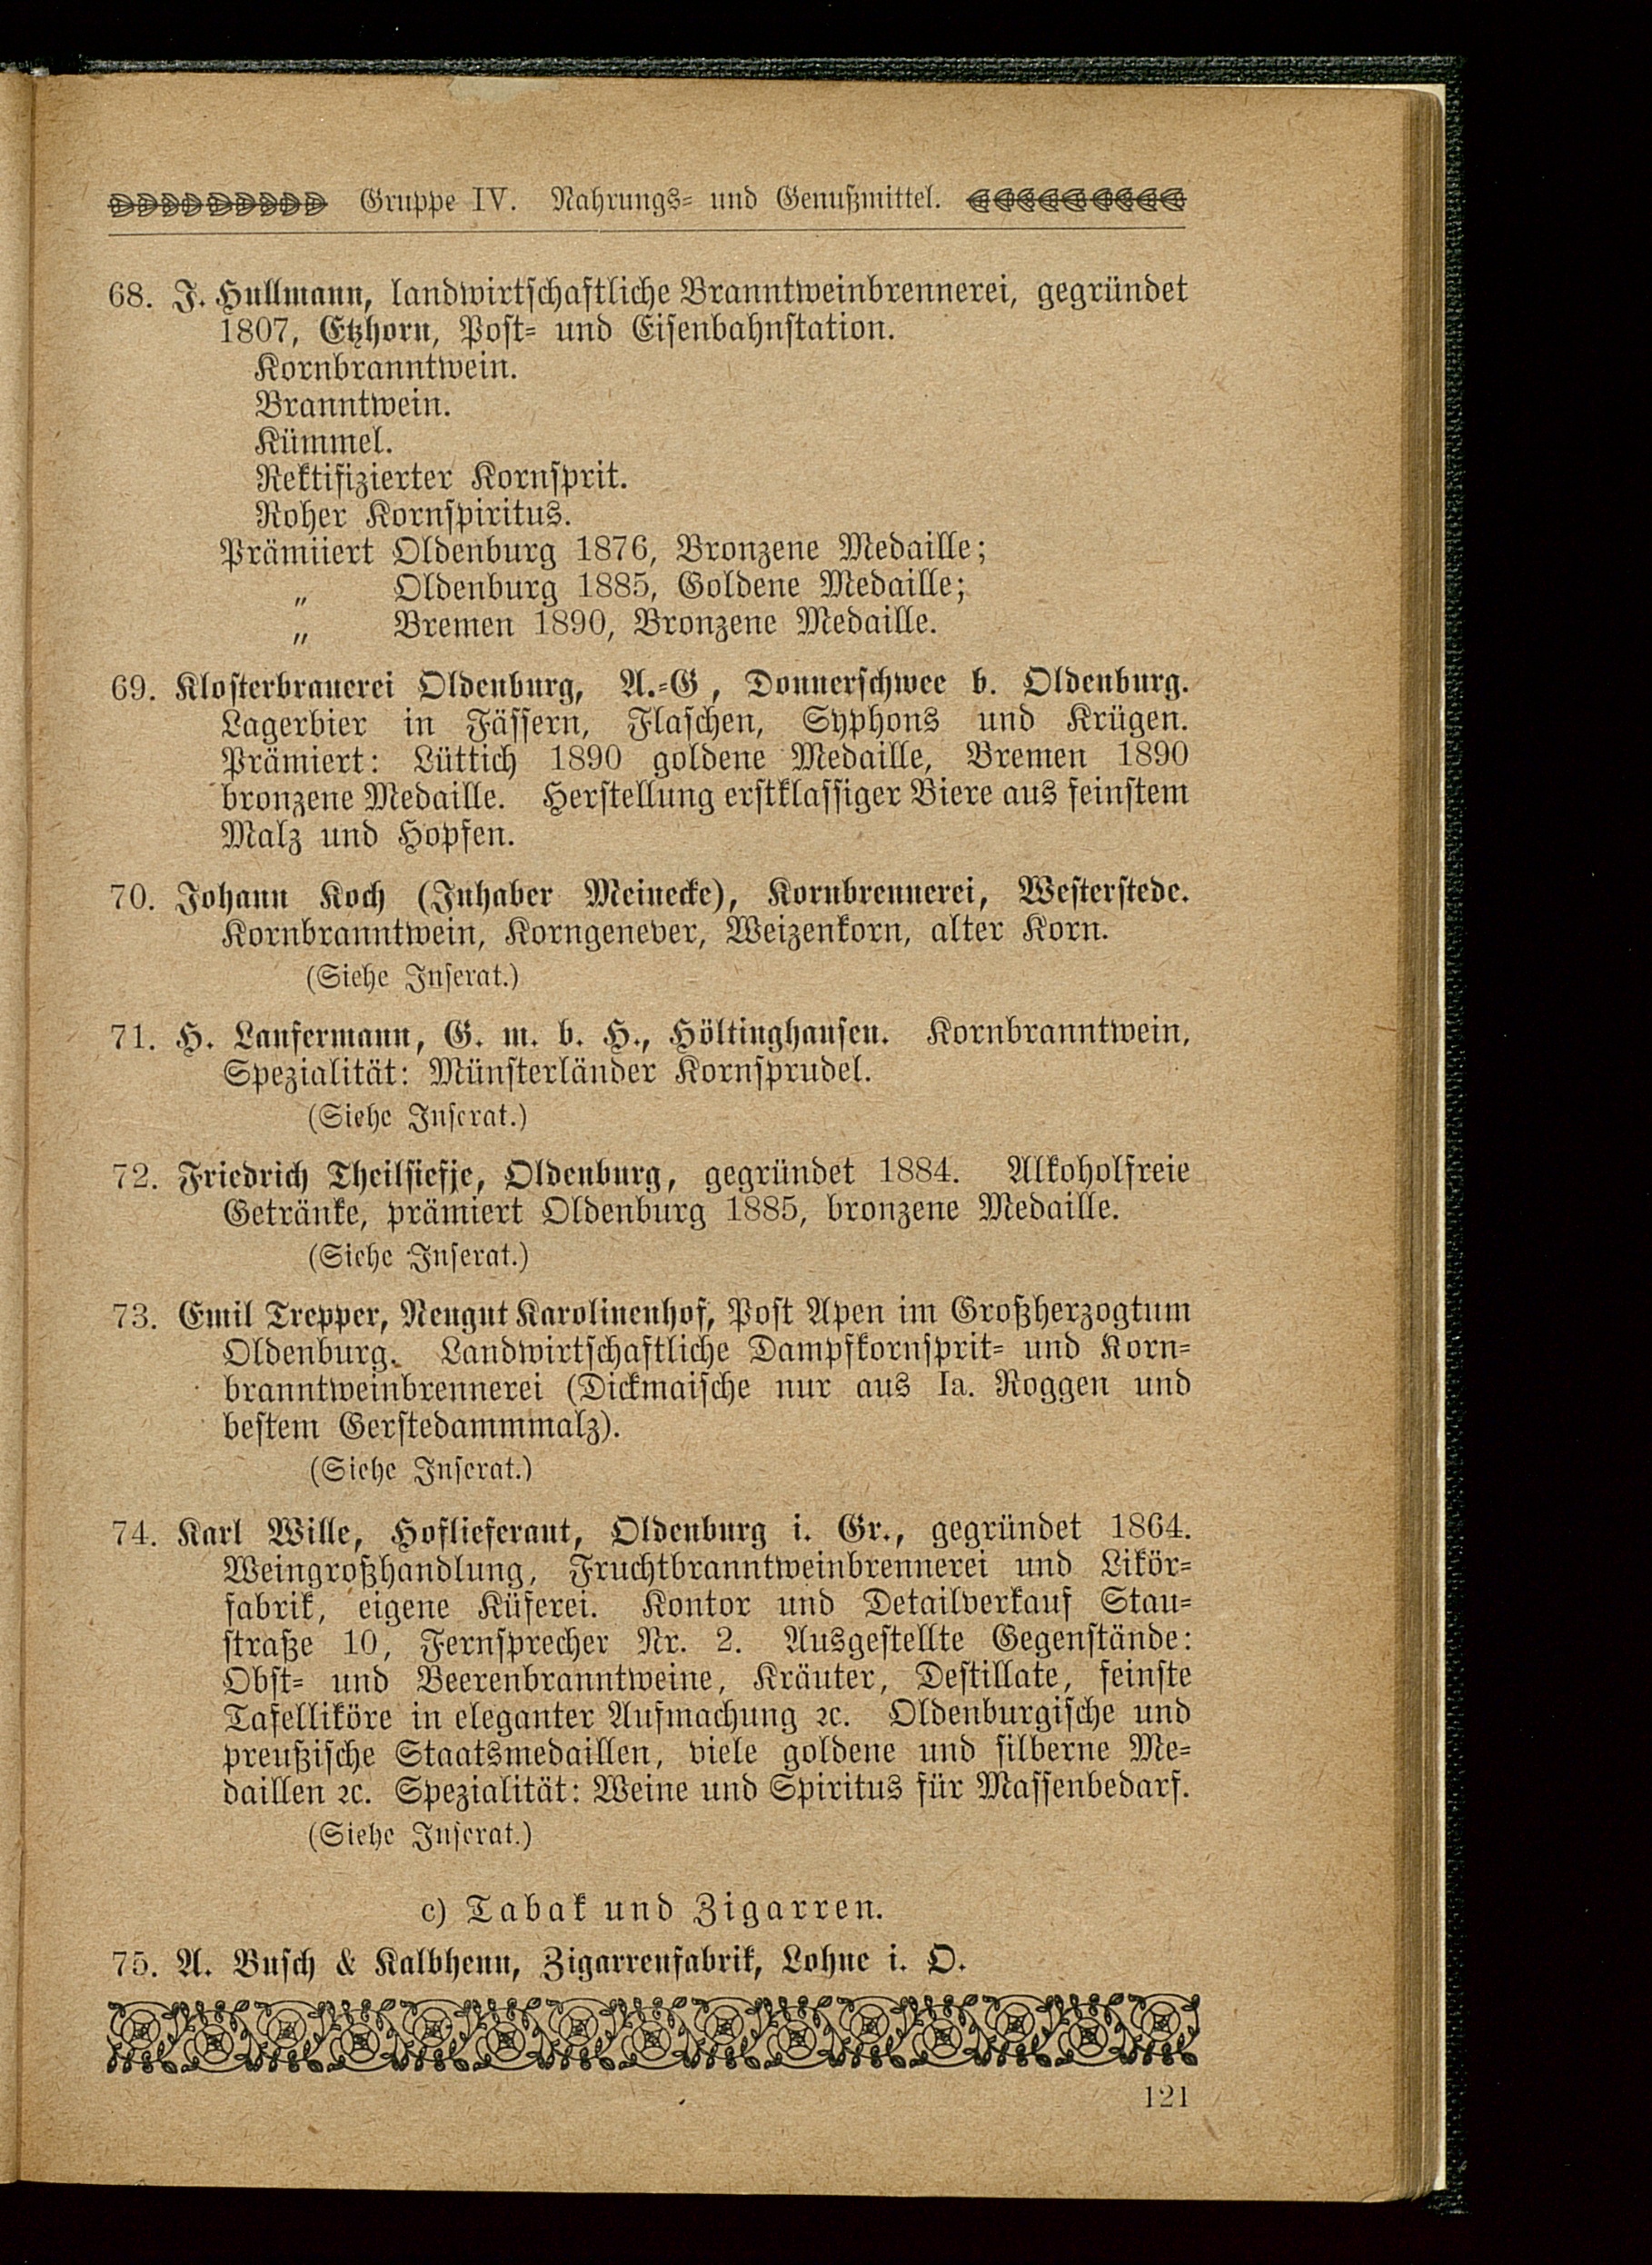 Gruppe IV. Nahrungs- und Genußmittel.
68. J. Hullmann, landwirtschaftliche Branntweinbrennerei, gegründet
1807, Etzhorn, Post- und Eisenbahnstation.
Kornbranntwein.
Branntwein.
Kümmel.
Rektifizierter Kornsprit.
Roher Kornspiritus.
Prämiiert Oldenburg 1876, Bronzene Medaille;
„ Oldenburg 1885, Goldene Medaille;
„ Bremen 1890, Bronzene Medaille.
69. Klosterbrauerei Oldenburg, A.-G, Donnerschwee b. Oldenburg.
Lagerbier in Fässern, Flaschen, Syphons und Krügen.
Prämiert: Lüttich 1890 goldene Medaille, Bremen 1890
bronzene Medaille. Herstellung erstklassiger Biere aus feinstem
Malz und Hopfen.
70. Johann Koch (Inhaber Meinecke), Kornbrennerei, Westerstede.
Kornbranntwein, Korngenever, Weizenkorn, alter Korn.
(Siehe Inserat.)
71. H. Laufermann, G. m. b. H., Höltinghausen. Kornbranntwein,
Spezialität: Münsterländer Kornsprudel.
(Siehe Inserat.)
72. Friedrich Theilsiefje, Oldenburg, gegründet 1884. Alkoholfreie
Getränke, prämiert Oldenburg 1885, bronzene Medaille.
(Siehe Inserat.)
73. Emil Trepper, Neugut Karolinenhof, Post Apen im Großherzogtum
Oldenburg. Landwirtschaftliche Dampfkornsprit- und Korn-
branntweinbrennerei (Dickmaische nur aus Ia. Roggen und
bestem Gerstedammmalz).
(Siehe Inserat.)
74. Karl Wille, Hoflieferant, Oldenburg i. Gr., gegründet 1864.
Weingroßhandlung, Fruchtbranntweinbrennerei und Likör-
fabrik, eigene Küferei. Kontor und Detailverkauf Stau-
straße 10, Fernsprecher Nr. 2. Ausgestellte Gegenstände:
Obst- und Beerenbranntweine, Kräuter, Destillate, feinste
Tafelliköre in eleganter Aufmachung ꝛc. Oldenburgische und
preußische Staatsmedaillen, viele goldene und silberne Me-
daillen ꝛc. Spezialität: Weine und Spiritus für Massenbedarf.
(Siehe Inserat.)
c) Tabak und Zigarren.
75. A. Busch & Kalbhenn, Zigarrenfabrik, Lohne i. O.
121